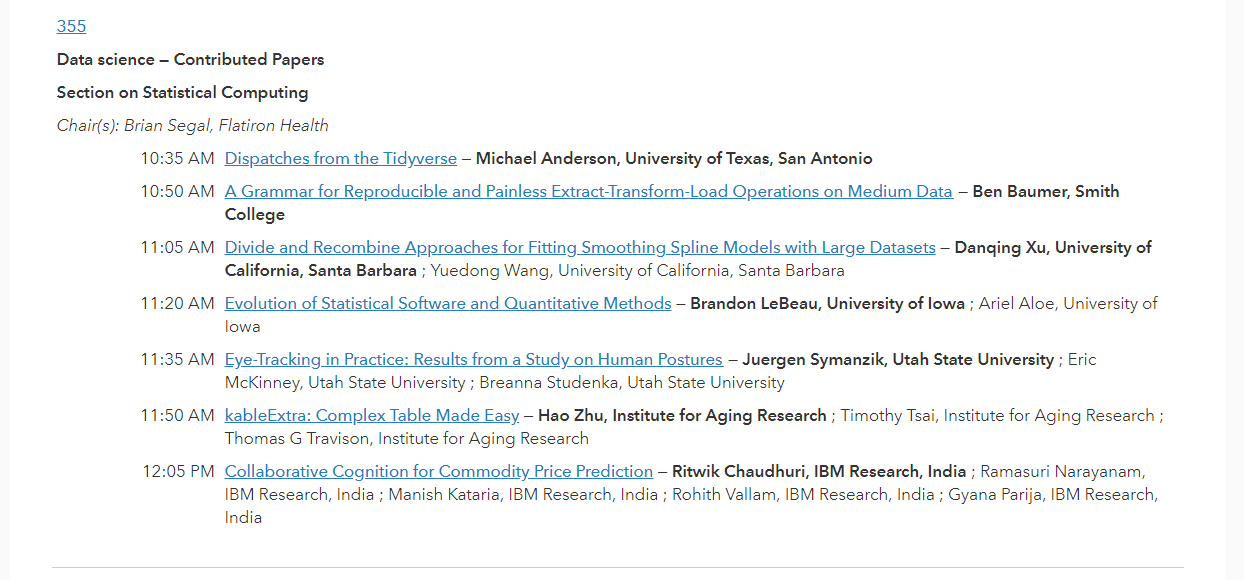 355
Data science – Contributed Papers
Section on Statistical Computing
Chair(s): Brian Segal, Flatiron Health
10:35 AM Dispatches from the Tidyverse – Michael Anderson, University of Texas, San Antonio
10:50 AM A Grammar for Reproducible and Painless Extract-Transform-Load Operations on Medium Data – Ben Baumer, Smith
College
11:05 AM Divide and Recombine Approaches for Fitting Smoothing Spline Models with Large Datasets – Danqing Xu, University of
California, Santa Barbara ; Yuedong Wang, University of California, Santa Barbara
11:20 AM Evolution of Statistical Software and Quantitative Methods – Brandon LeBeau, University of Iowa ; Ariel Aloe, University of
Iowa
11:35 AM Eye-Tracking in Practice: Results from a Study on Human Postures – Juergen Symanzik, Utah State University ; Eric
McKinney, Utah State University ; Breanna Studenka, Utah State University
11:50 AM kableExtra: Complex Table Made Easy – Hao Zhu, Institute for Aging Research ; Timothy Tsai, Institute for Aging Research ;
Thomas G Travison, Institute for Aging Research
12:05 PM Collaborative Cognition for Commodity Price Prediction – Ritwik Chaudhuri, IBM Research, India ; Ramasuri Narayanam,
IBM Research, India ; Manish Kataria, IBM Research, India ; Rohith Vallam, IBM Research, India ; Gyana Parija, IBM Research,
India